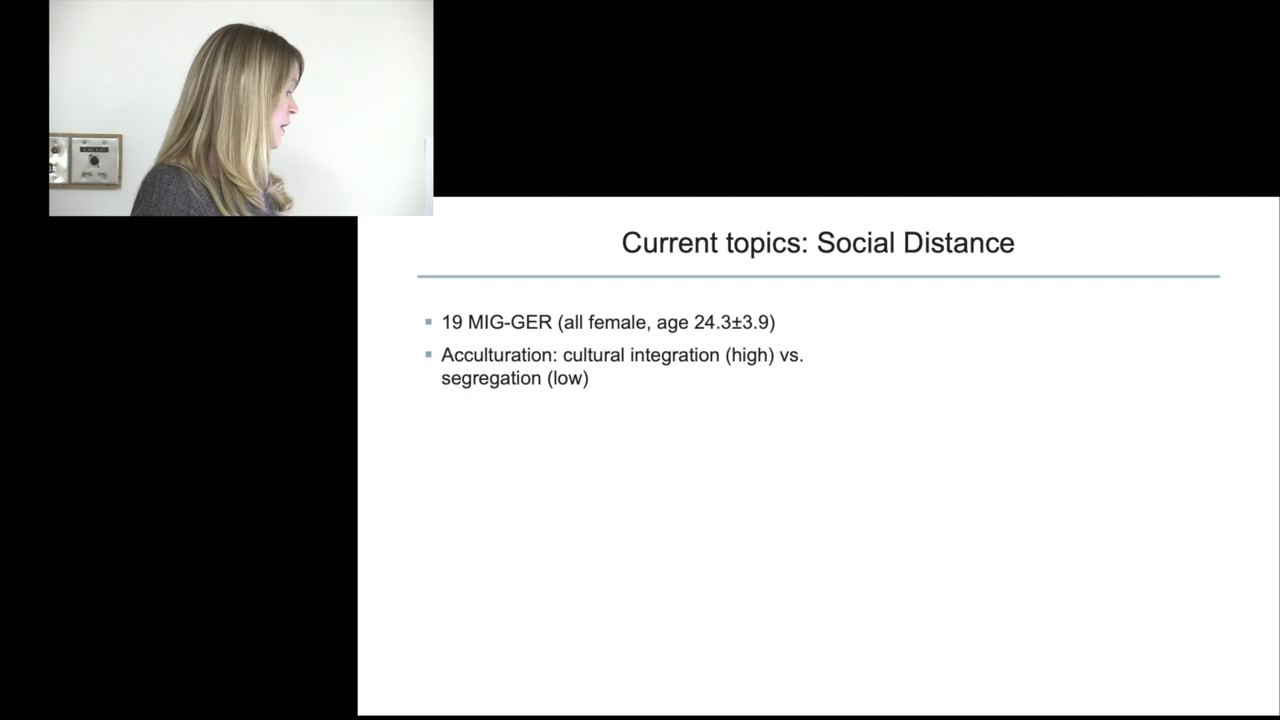 Current topics: Social Distance
19 MIG-GER (all female, age 24.3±3.9)
Acculturation: cultural integration (high) vs.
segregation (low)